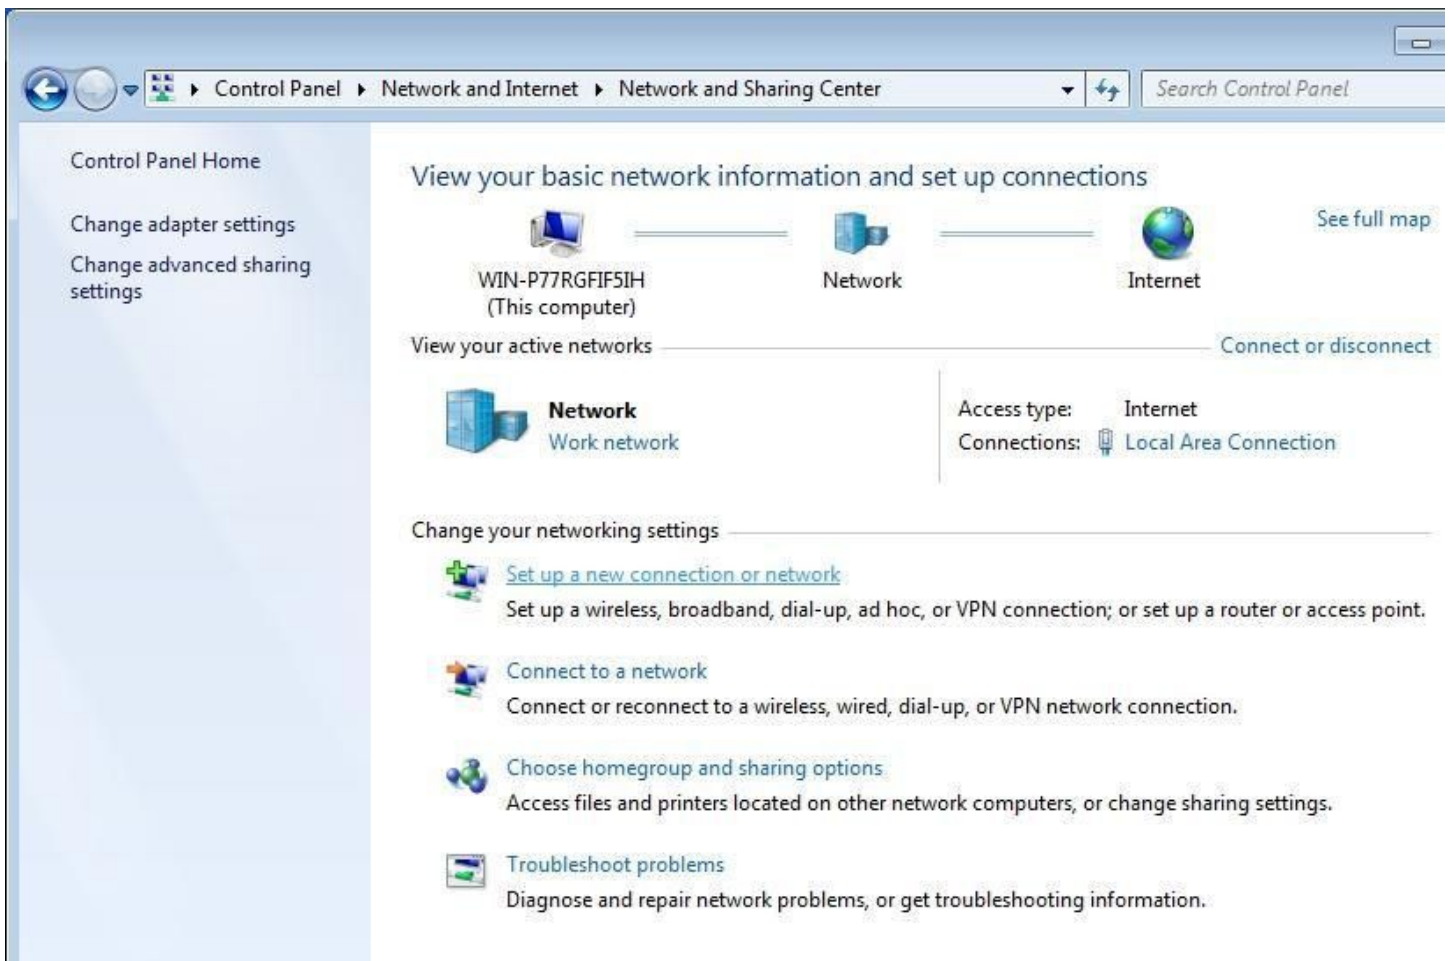 Control Panel ▸ Network and Internet ▸ Network and Sharing Center
Search Control Panel
Control Panel Home
Change adapter settings
Change advanced sharing
settings
View your basic network information and set up connections
See full map
WIN-P77RGFIF5IH
(This computer)
Network
Internet
View your active networks
Connect or disconnect
Network
Work network
Access type: Internet
Connections: Local Area Connection
Change your networking settings
Set up a new connection or network
Set up a wireless, broadband, dial-up, ad hoc, or VPN connection; or set up a router or access point.
Connect to a network
Connect or reconnect to a wireless, wired, dial-up, or VPN network connection.
Choose homegroup and sharing options
Access files and printers located on other network computers, or change sharing settings.
Troubleshoot problems
Diagnose and repair network problems, or get troubleshooting information.